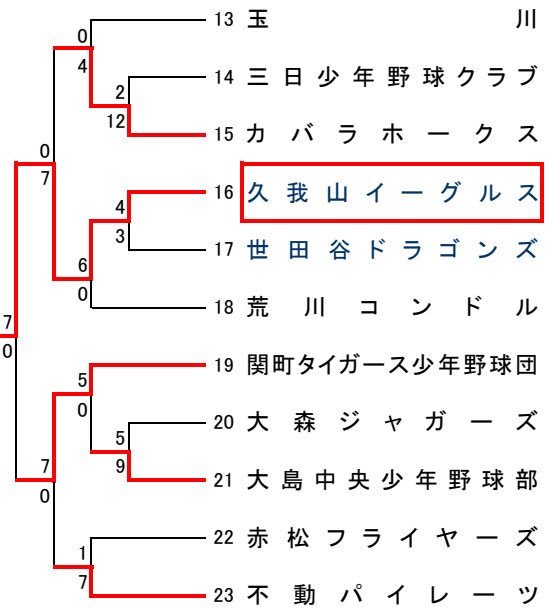 0
13 玉川
4
2
14 三日少年野球クラブ
12
15 カバラホークス
0
7
4
16 久我山イーグルス
3
17 世田谷ドラゴンズ
6
0
18 荒川コンドル
7
0
5
19 関町タイガース少年野球団
0
5
20 大森ジャガーズ
9
21 大島中央少年野球部
7
0
1
22 赤松フライヤーズ
7
23 不動パイレーツ